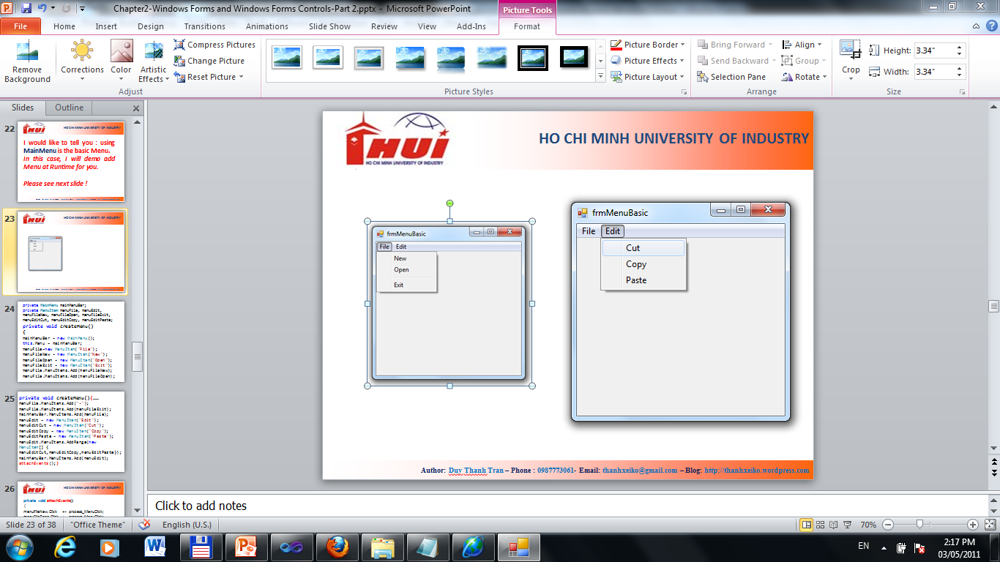 Chapter2-Windows Forms and Windows Forms Controls-Part 2.pptx - Microsoft PowerPoint
Picture Tools
File Home Insert Design Transitions Animations Slide Show Review View Add-Ins Format
Remove Background
Corrections
Color
Artistic Effects
Compress Pictures
Change Picture
Reset Picture
Adjust
Picture Styles
Picture Border
Picture Effects
Picture Layout
Bring Forward
Send Backward
Selection Pane
Align
Group
Rotate
Arrange
Crop
Height: 3.34"
Width: 3.34"
Size
Slides Outline
22
HO CHI MINH UNIVERSITY OF INDUSTRY
I would like to tell you : using
MainMenu is the basic Menu.
In this case, I will demo add
Menu at Runtime for you.
Please see next slide !
23
HO CHI MINH UNIVERSITY OF INDUSTRY
24
private MainMenu mainMenuBar;
private MenuItem menuFile, menuEdit,
menuFileNew, menuFileOpen, menuFileExit,
menuEditCut, menuEditCopy, menuEditPaste;
private void createMenu()
{
mainMenuBar = new MainMenu();
this.Menu = mainMenuBar;
menuFile=new MenuItem("File");
menuFileNew = new MenuItem("New");
menuFileOpen = new MenuItem("Open");
menuFileExit = new MenuItem("Exit");
menuFile.MenuItems.Add(menuFileNew);
menuFile.MenuItems.Add(menuFileOpen);
25
private void createMenu(){……
menuFile.MenuItems.Add("-");
menuFile.MenuItems.Add(menuFileExit);
mainMenuBar.MenuItems.Add(menuFile);
menuEdit = new MenuItem("Edit");
menuEditCut = new MenuItem("Cut");
menuEditCopy = new MenuItem("Copy");
menuEditPaste = new MenuItem("Paste");
menuEdit.MenuItems.AddRange(new
MenuItem[] {
menuEditCut,menuEditCopy,menuEditPaste});
mainMenuBar.MenuItems.Add(menuEdit);
attachEvents();}
26
HO CHI MINH UNIVERSITY OF INDUSTRY
private void attachEvents()
{
menuFileNew.Click += process_MenuClick;
HUI
HO CHI MINH UNIVERSITY OF INDUSTRY
HO CHI MINH UNIVERSITY OF INDUSTRY
frmMenuBasic
File Edit
New
Open
Exit
frmMenuBasic
File Edit
Cut
Copy
Paste
Author: Duy Thanh Tran – Phone : 0987773061- Email: thanhxeiko@gmail.com – Blog: http://thanhxeiko.wordpress.com
Click to add notes
Slide 23 of 38 "Office Theme" English (U.S.) 70%
EN
2:17 PM
03/05/2011